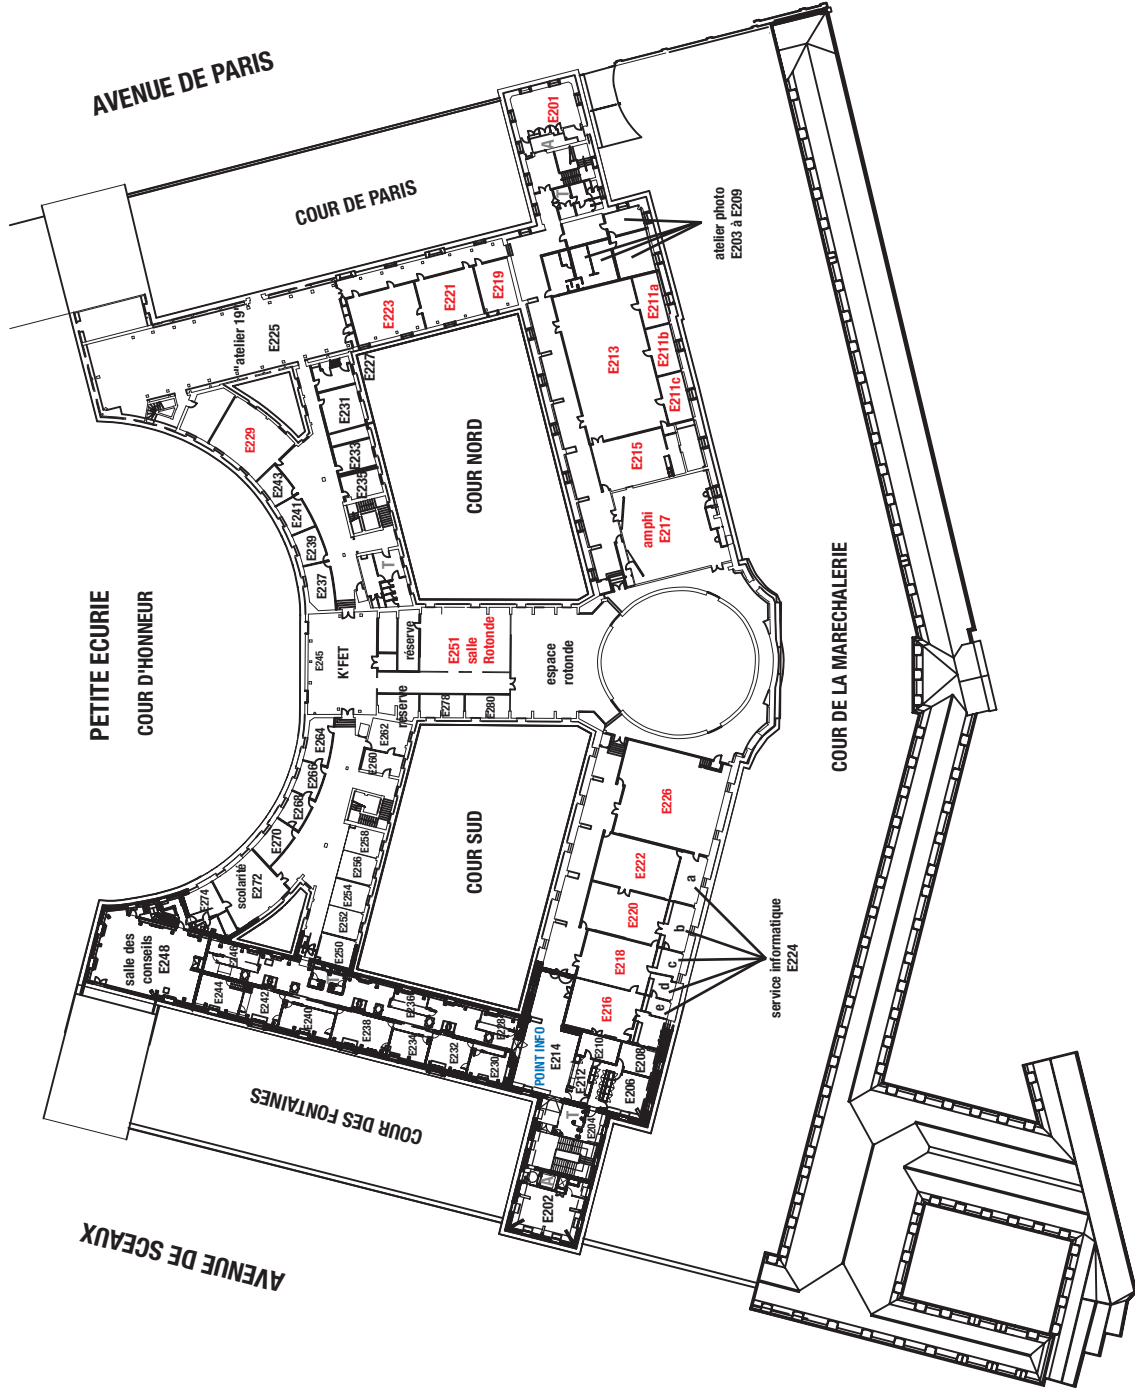 AVENUE DE PARIS
COUR DE PARIS
E201
A
T
atelier photo
E203 à E209
E219
E221
E223
"atelier 19"
E225
E227
E211a
E211b
E211c
E213
E215
amphi
E217
E229
E231
E233
E235
E243
E241
E239
E237
T
COUR NORD
PETITE ECURIE
COUR D'HONNEUR
E245
K'FET
réserve
réserve
E251
salle
Rotonde
E278
E280
espace
rotonde
COUR DE LA MARECHALERIE
E264
E266
E268
E270
scolarité
E272
E274
E262
E260
E258
E256
E254
E252
E250
COUR SUD
E226
E222
E220
E218
E216
a
b
c
d
e
service informatique
E224
salle des
conseils
E248
E246
E244
E242
E240
E238
E236
E234
E232
E230
E228
POINT INFO
E214
E212
E210
E208
E206
E204
T
A
E202
COUR DES FONTAINES
AVENUE DE SCEAUX